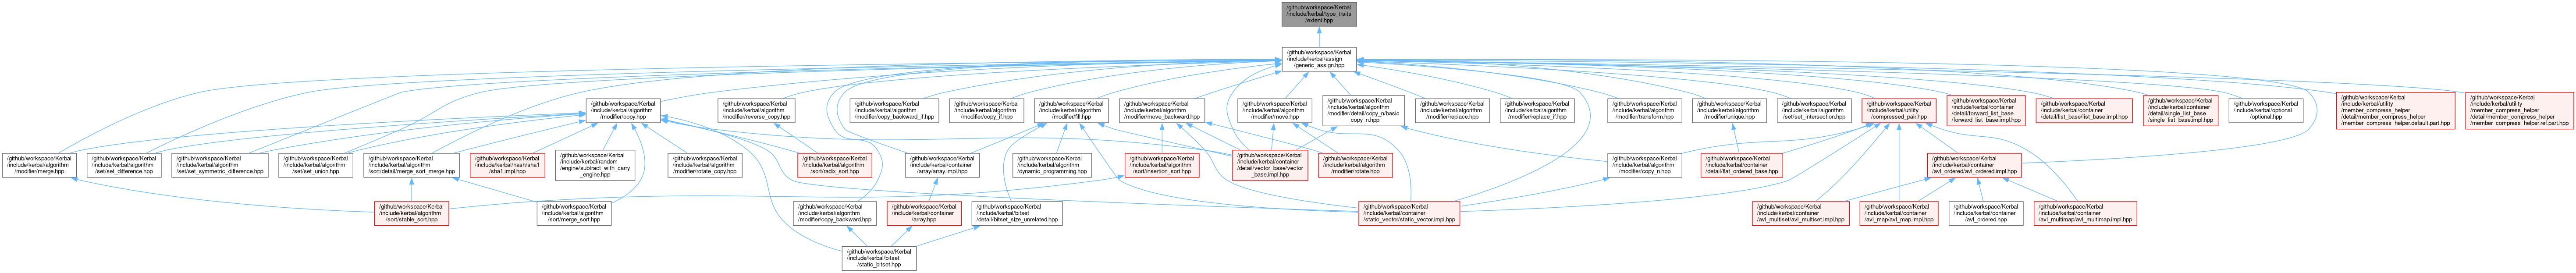 /github/workspace/Kerbal
/include/kerbal/type_traits
/extent.hpp
/github/workspace/Kerbal
/include/kerbal/assign
/generic_assign.hpp
/github/workspace/Kerbal
/include/kerbal/algorithm
/modifier/copy.hpp
/github/workspace/Kerbal
/include/kerbal/algorithm
/modifier/reverse_copy.hpp
/github/workspace/Kerbal
/include/kerbal/algorithm
/modifier/copy_backward_if.hpp
/github/workspace/Kerbal
/include/kerbal/algorithm
/modifier/copy_if.hpp
/github/workspace/Kerbal
/include/kerbal/algorithm
/modifier/fill.hpp
/github/workspace/Kerbal
/include/kerbal/algorithm
/modifier/move_backward.hpp
/github/workspace/Kerbal
/include/kerbal/algorithm
/modifier/move.hpp
/github/workspace/Kerbal
/include/kerbal/algorithm
/modifier/detail/copy_n/basic
_copy_n.hpp
/github/workspace/Kerbal
/include/kerbal/algorithm
/modifier/replace.hpp
/github/workspace/Kerbal
/include/kerbal/algorithm
/modifier/replace_if.hpp
/github/workspace/Kerbal
/include/kerbal/algorithm
/modifier/transform.hpp
/github/workspace/Kerbal
/include/kerbal/algorithm
/modifier/unique.hpp
/github/workspace/Kerbal
/include/kerbal/algorithm
/set/set_intersection.hpp
/github/workspace/Kerbal
/include/kerbal/utility
/compressed_pair.hpp
/github/workspace/Kerbal
/include/kerbal/container
/detail/forward_list_base
/forward_list_base.impl.hpp
/github/workspace/Kerbal
/include/kerbal/container
/detail/list_base/list_base.impl.hpp
/github/workspace/Kerbal
/include/kerbal/container
/detail/single_list_base
/single_list_base.impl.hpp
/github/workspace/Kerbal
/include/kerbal/optional
/optional.hpp
/github/workspace/Kerbal
/include/kerbal/utility
/member_compress_helper
/detail/member_compress_helper
/member_compress_helper.default.part.hpp
/github/workspace/Kerbal
/include/kerbal/utility
/member_compress_helper
/detail/member_compress_helper
/member_compress_helper.ref.part.hpp
/github/workspace/Kerbal
/include/kerbal/algorithm
/modifier/merge.hpp
/github/workspace/Kerbal
/include/kerbal/algorithm
/set/set_difference.hpp
/github/workspace/Kerbal
/include/kerbal/algorithm
/set/set_symmetric_difference.hpp
/github/workspace/Kerbal
/include/kerbal/algorithm
/set/set_union.hpp
/github/workspace/Kerbal
/include/kerbal/algorithm
/sort/detail/merge_sort_merge.hpp
/github/workspace/Kerbal
/include/kerbal/hash/sha1
/sha1.impl.hpp
/github/workspace/Kerbal
/include/kerbal/random
/engine/subtract_with_carry
_engine.hpp
/github/workspace/Kerbal
/include/kerbal/algorithm
/modifier/rotate_copy.hpp
/github/workspace/Kerbal
/include/kerbal/algorithm
/sort/radix_sort.hpp
/github/workspace/Kerbal
/include/kerbal/container
/array/array.impl.hpp
/github/workspace/Kerbal
/include/kerbal/algorithm
/dynamic_programming.hpp
/github/workspace/Kerbal
/include/kerbal/algorithm
/sort/insertion_sort.hpp
/github/workspace/Kerbal
/include/kerbal/container
/detail/vector_base/vector
_base.impl.hpp
/github/workspace/Kerbal
/include/kerbal/algorithm
/modifier/rotate.hpp
/github/workspace/Kerbal
/include/kerbal/algorithm
/modifier/copy_n.hpp
/github/workspace/Kerbal
/include/kerbal/container
/detail/flat_ordered_base.hpp
/github/workspace/Kerbal
/include/kerbal/container
/avl_ordered/avl_ordered.impl.hpp
/github/workspace/Kerbal
/include/kerbal/algorithm
/sort/stable_sort.hpp
/github/workspace/Kerbal
/include/kerbal/algorithm
/sort/merge_sort.hpp
/github/workspace/Kerbal
/include/kerbal/algorithm
/modifier/copy_backward.hpp
/github/workspace/Kerbal
/include/kerbal/container
/array.hpp
/github/workspace/Kerbal
/include/kerbal/bitset
/detail/bitset_size_unrelated.hpp
/github/workspace/Kerbal
/include/kerbal/container
/static_vector/static_vector.impl.hpp
/github/workspace/Kerbal
/include/kerbal/container
/avl_multiset/avl_multiset.impl.hpp
/github/workspace/Kerbal
/include/kerbal/container
/avl_map/avl_map.impl.hpp
/github/workspace/Kerbal
/include/kerbal/container
/avl_ordered.hpp
/github/workspace/Kerbal
/include/kerbal/container
/avl_multimap/avl_multimap.impl.hpp
/github/workspace/Kerbal
/include/kerbal/bitset
/static_bitset.hpp